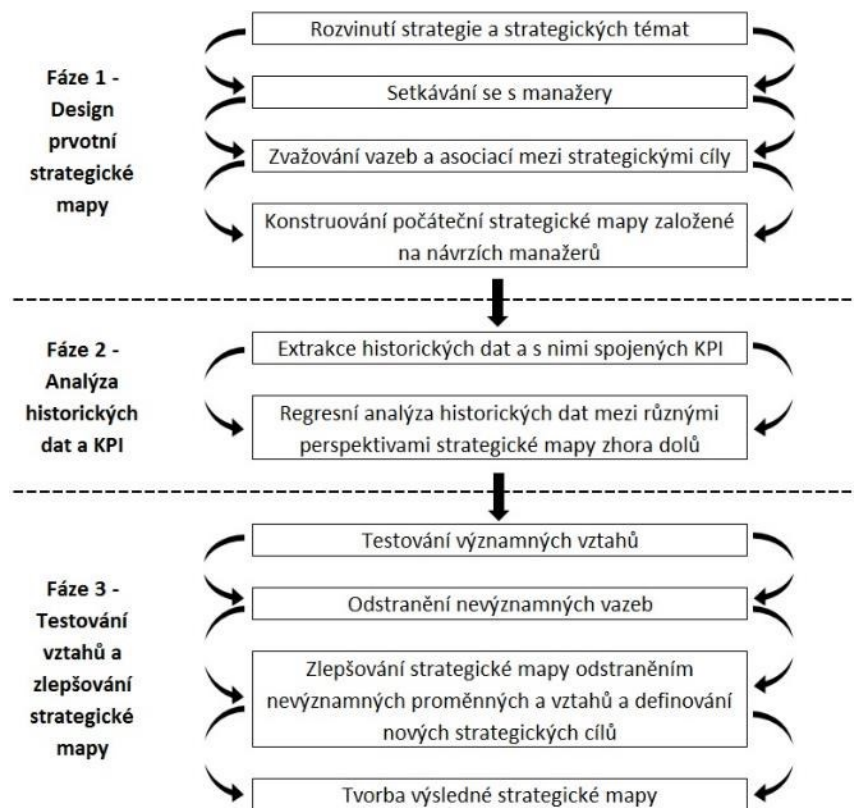 Rozvinutí strategie a strategických témat
Fáze 1 -
Design
prvotní
strategické
mapy
Setkávání se s manažery
Zvažování vazeb a asociací mezi strategickými cíly
Konstruování počáteční strategické mapy založené
na návrzích manažerů
Fáze 2 -
Analýza
historických
dat a KPI
Extrakce historických dat a s nimi spojených KPI
Regresní analýza historických dat mezi různými
perspektivami strategické mapy zhora dolů
Fáze 3 -
Testování
vztahů a
zlepšování
strategické
mapy
Testování významných vztahů
Odstranění nevýznamných vazeb
Zlepšování strategické mapy odstraněním
nevýznamných proměnných a vztahů a definování
nových strategických cílů
Tvorba výsledné strategické mapy